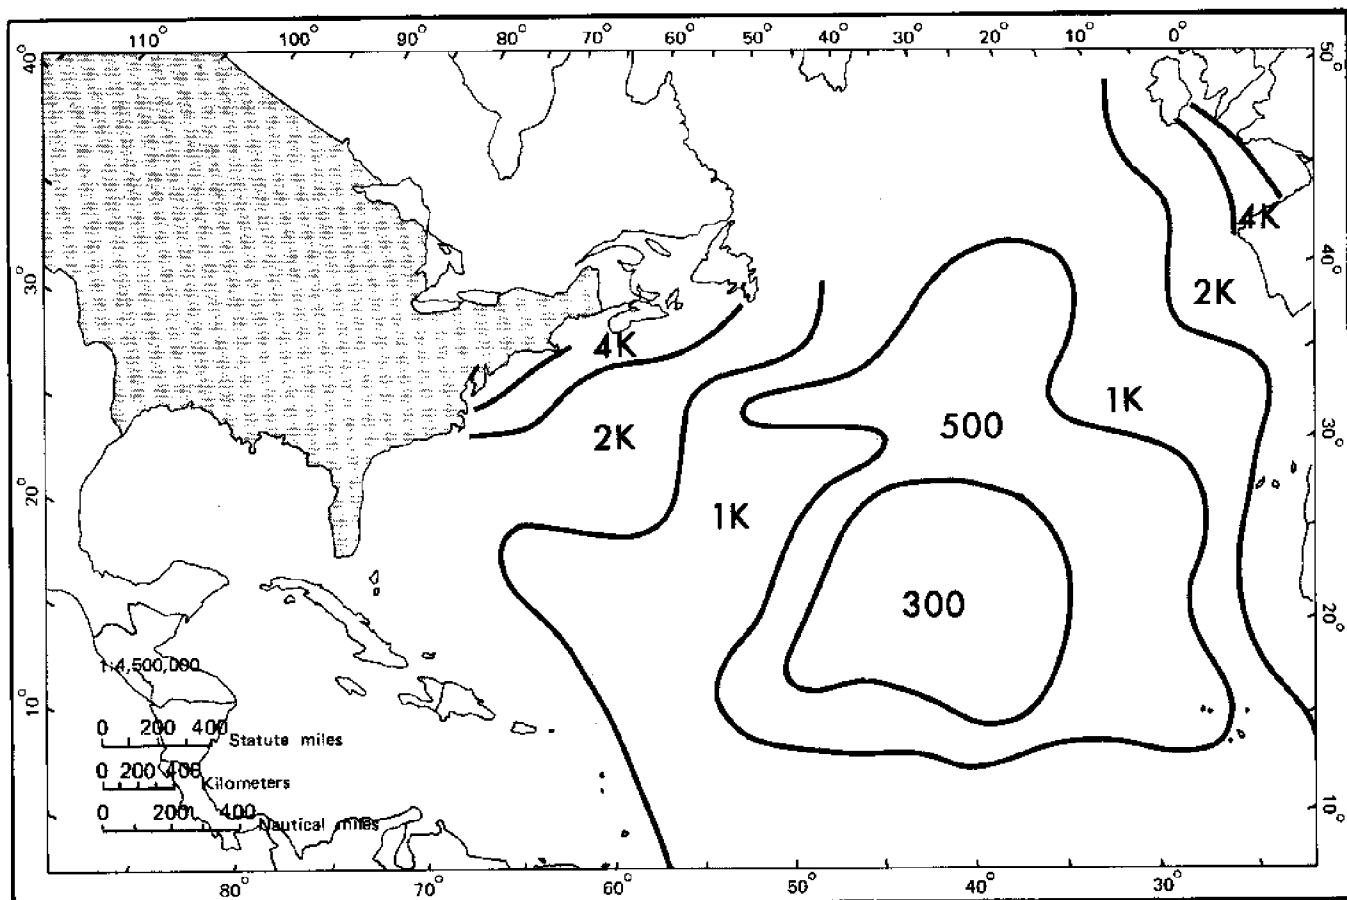 110° 100° 90° 80° 70° 60° 50° 40° 30° 20° 10° 0°
40°
50°
4K
40°
30°
2K
4K
1K
500
2K
30°
20°
1K
300
20°
1:4,500,000
10°
0 200 400 Statute miles
0 200 400 Kilometers
10°
0 200 400 Nautical miles
80° 70° 60° 50° 40° 30°